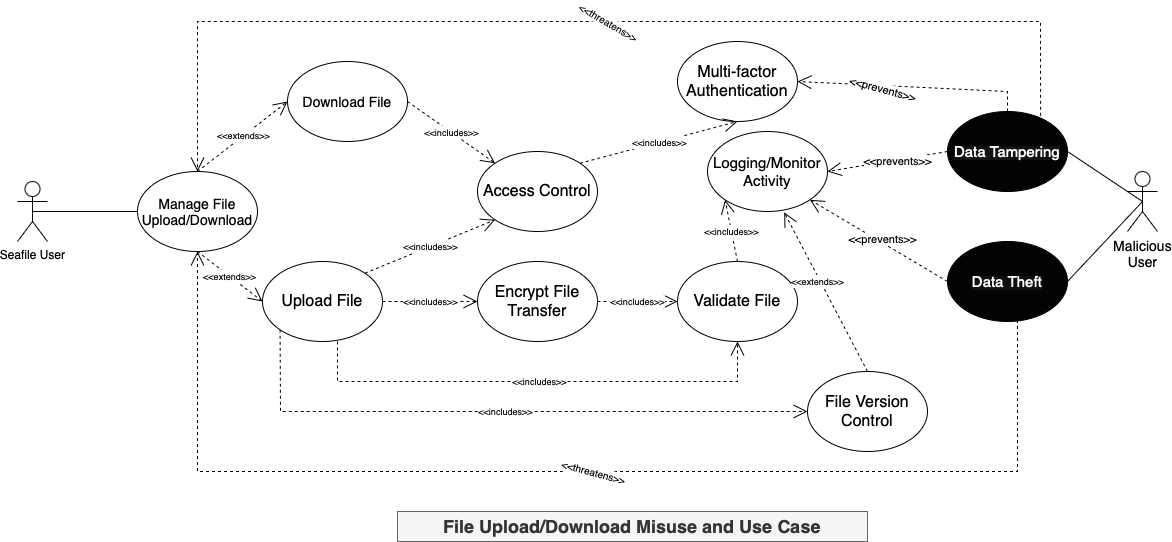 <<threatens>>
Multi-factor
Authentication
Download File
<<prevents>>
<<extends>>
<<includes>>
<<includes>>
Data Tampering
Logging/Monitor
Activity
<<prevents>>
Access Control
Manage File
Upload/Download
Seafile User
Malicious
User
<<includes>>
<<includes>>
<<prevents>>
<<extends>>
Upload File
<<includes>>
Encrypt File
Transfer
<<includes>>
Validate File
<<extends>>
Data Theft
<<includes>>
<<includes>>
File Version
Control
<<threatens>>
File Upload/Download Misuse and Use Case